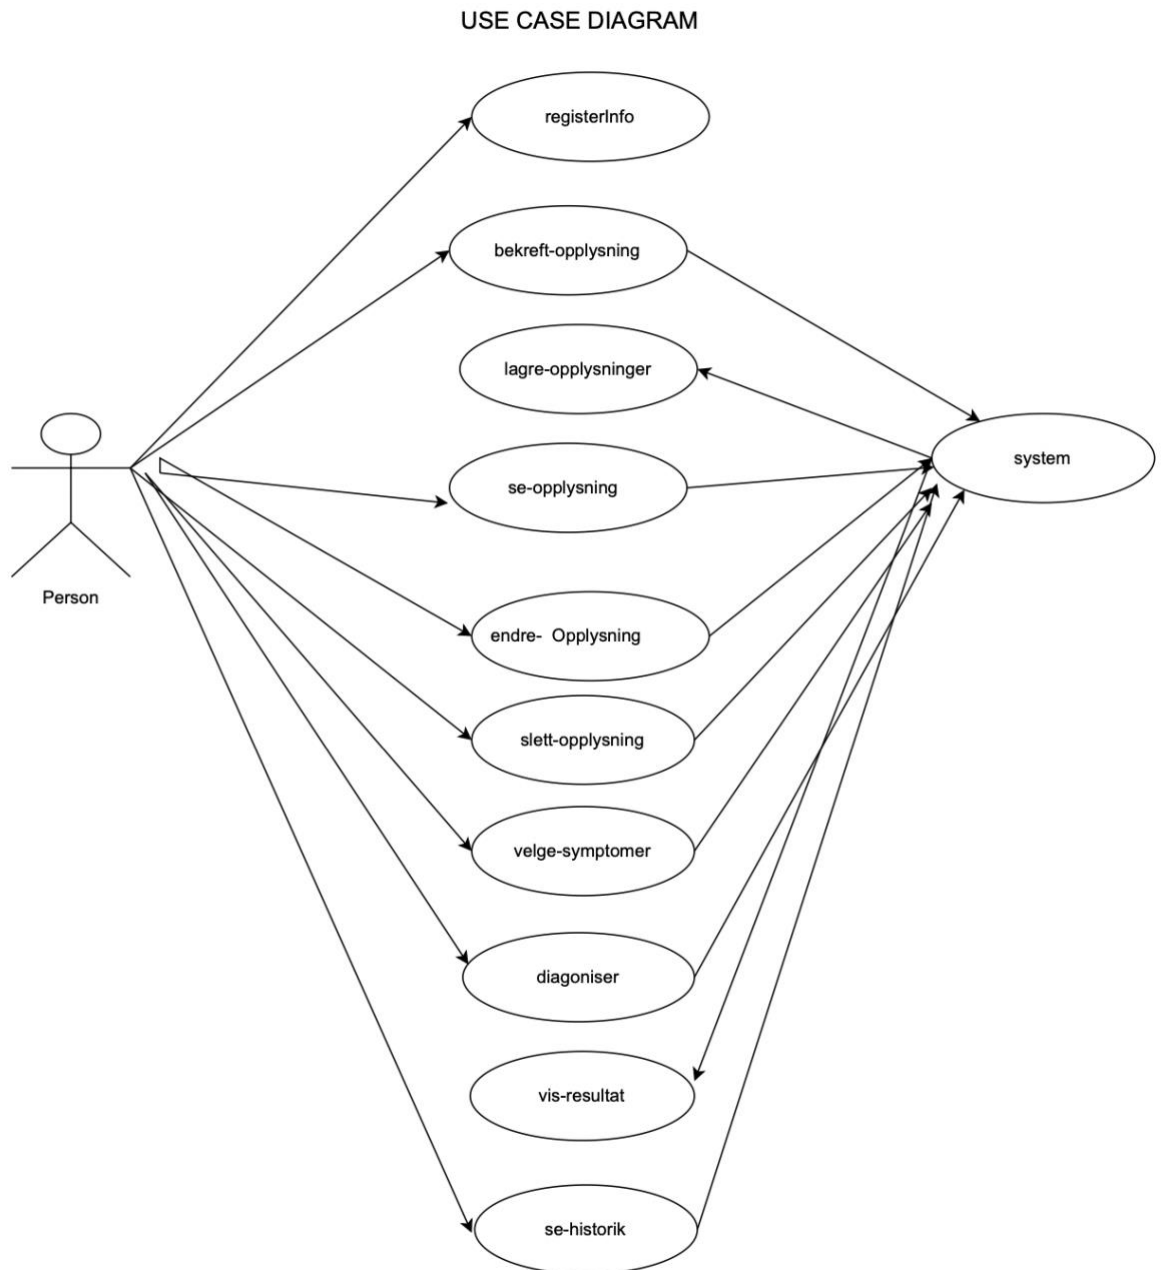 USE CASE DIAGRAM
registerInfo
bekreft-opplysning
lagre-opplysninger
se-opplysning
system
Person
endre- Opplysning
slett-opplysning
velge-symptomer
diagoniser
vis-resultat
se-historik